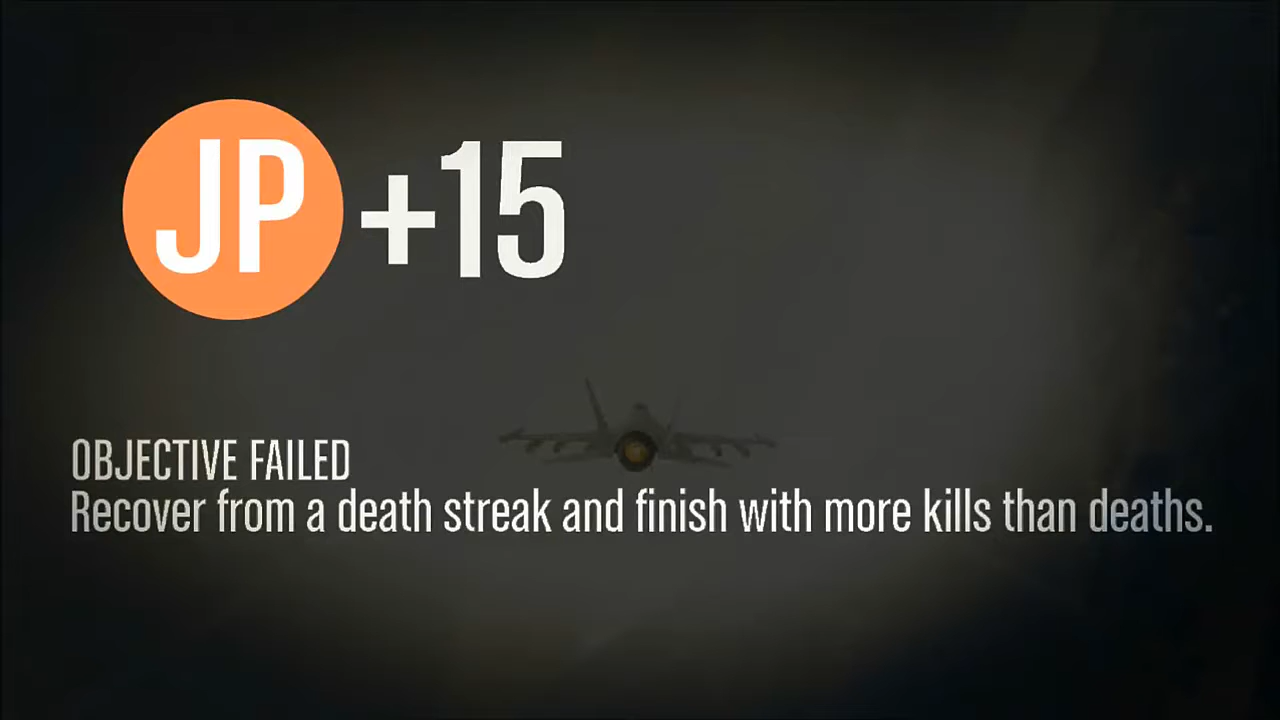 JP +15
OBJECTIVE FAILED
Recover from a death streak and finish with more kills than deaths.